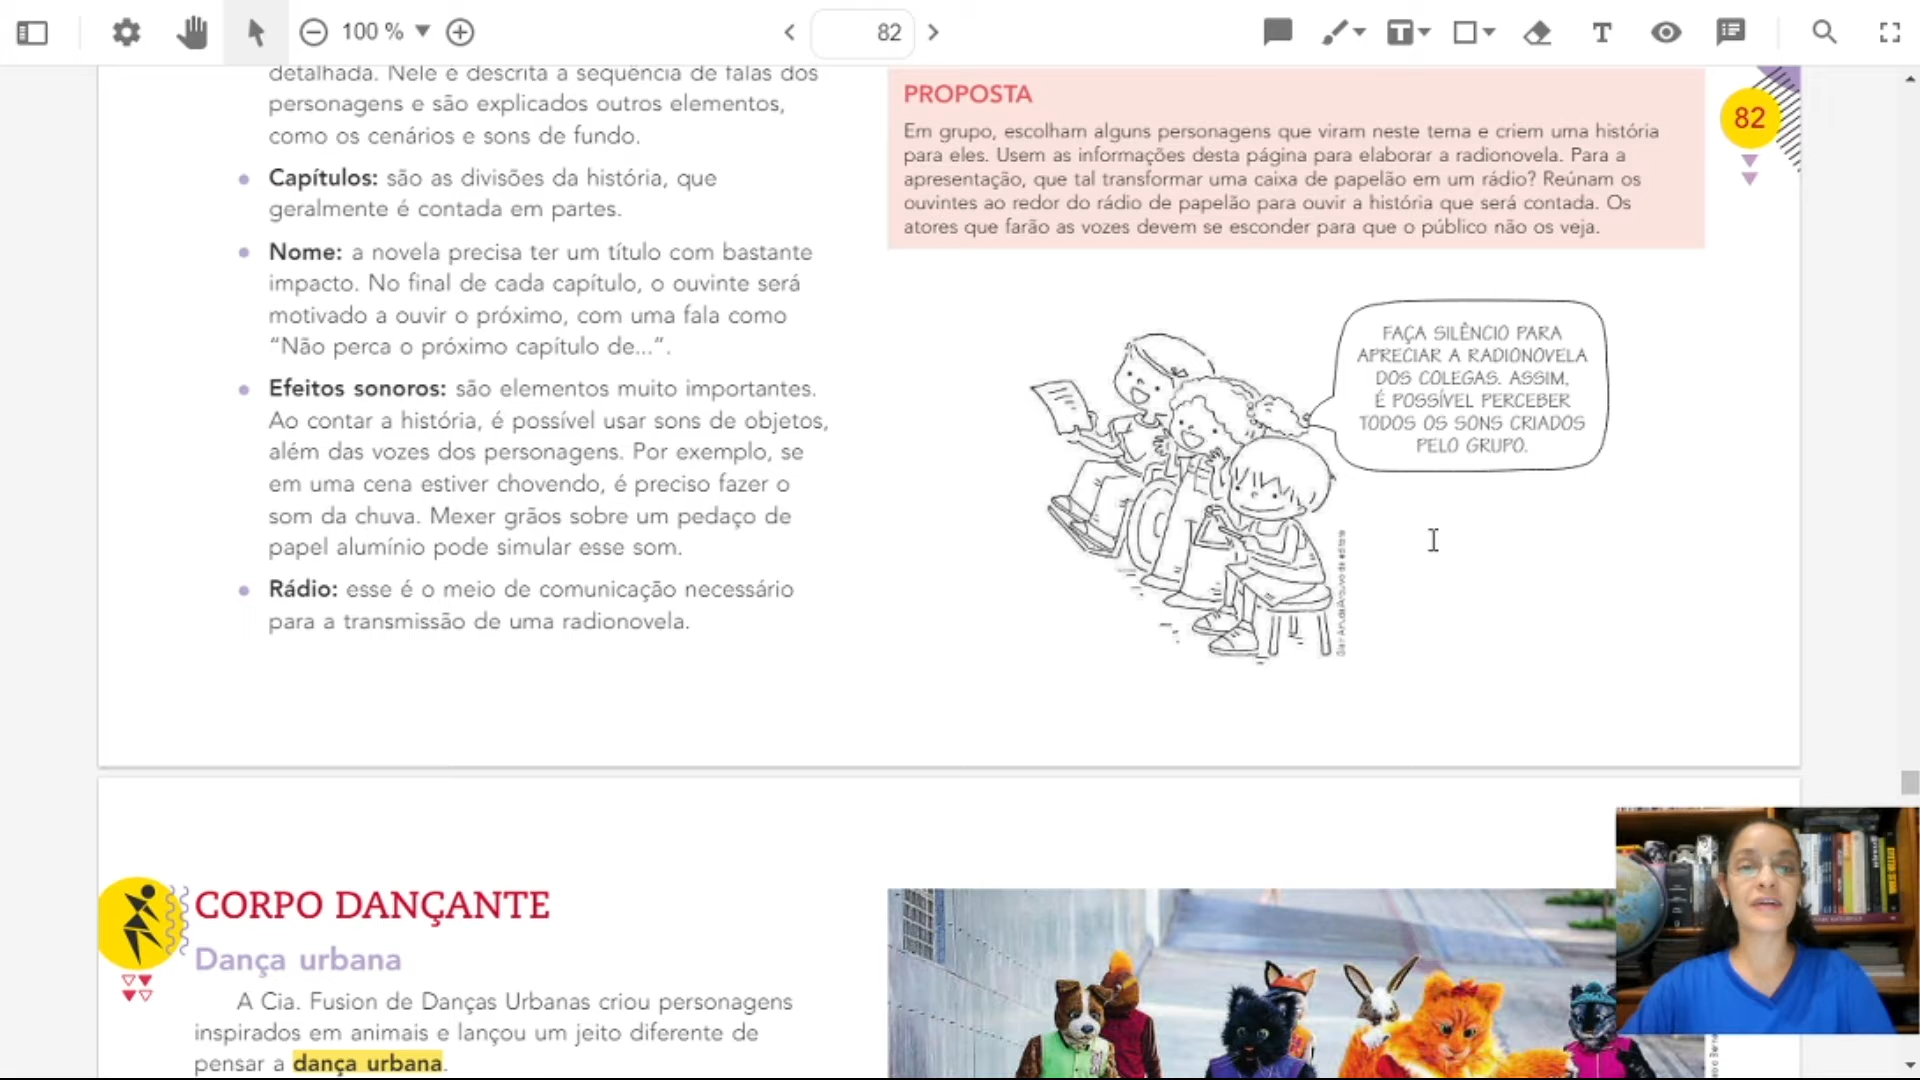 100 %
82
detalhada. Nele é descrita a sequência de falas dos
personagens e são explicados outros elementos,
como os cenários e sons de fundo.
• Capítulos: são as divisões da história, que
geralmente é contada em partes.
• Nome: a novela precisa ter um título com bastante
impacto. No final de cada capítulo, o ouvinte será
motivado a ouvir o próximo, com uma fala como
“Não perca o próximo capítulo de...”.
• Efeitos sonoros: são elementos muito importantes.
Ao contar a história, é possível usar sons de objetos,
além das vozes dos personagens. Por exemplo, se
em uma cena estiver chovendo, é preciso fazer o
som da chuva. Mexer grãos sobre um pedaço de
papel alumínio pode simular esse som.
• Rádio: esse é o meio de comunicação necessário
para a transmissão de uma radionovela.
PROPOSTA
Em grupo, escolham alguns personagens que viram neste tema e criem uma história
para eles. Usem as informações desta página para elaborar a radionovela. Para a
apresentação, que tal transformar uma caixa de papelão em um rádio? Reúnam os
ouvintes ao redor do rádio de papelão para ouvir a história que será contada. Os
atores que farão as vozes devem se esconder para que o público não os veja.
82
FAÇA SILÊNCIO PARA
APRECIAR A RADIONOVELA
DOS COLEGAS. ASSIM,
É POSSÍVEL PERCEBER
TODOS OS SONS CRIADOS
PELO GRUPO.
CORPO DANÇANTE
Dança urbana
A Cia. Fusion de Danças Urbanas criou personagens
inspirados em animais e lançou um jeito diferente de
pensar a dança urbana.